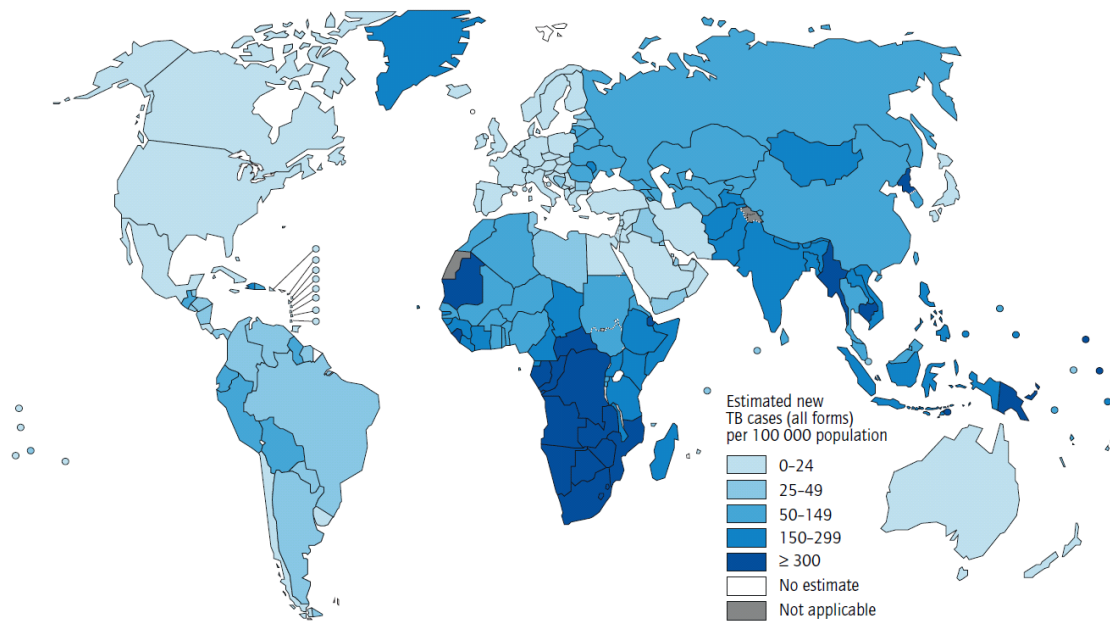 Estimated new
TB cases (all forms)
per 100 000 population
0–24
25–49
50–149
150–299
≥ 300
No estimate
Not applicable